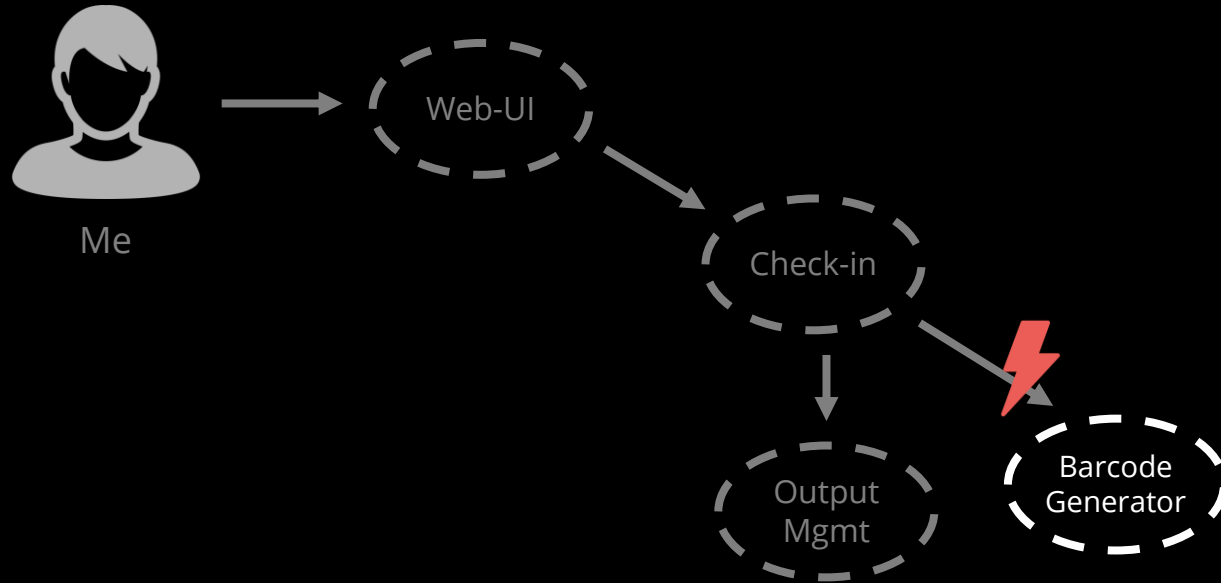 Web-UI
Me
Check-in
Barcode
Generator
Output
Mgmt